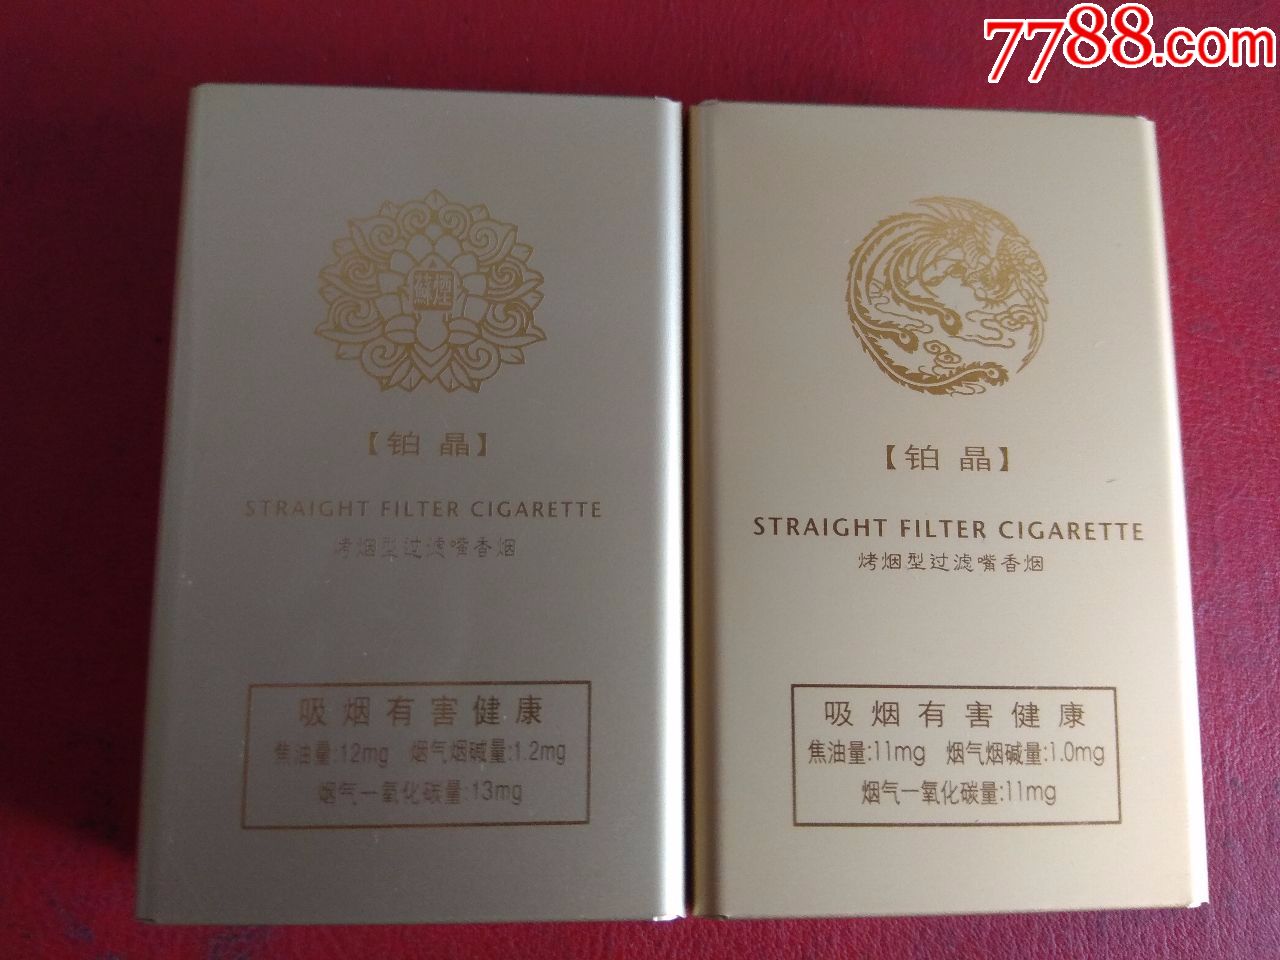 7788.com
蘇煙
【铂晶】
STRAIGHT FILTER CIGARETTE
烤烟型过滤嘴香烟
吸烟有害健康
焦油量:12mg 烟气烟碱量:1.2mg
烟气一氧化碳量:13mg
【铂晶】
STRAIGHT FILTER CIGARETTE
烤烟型过滤嘴香烟
吸烟有害健康
焦油量:11mg 烟气烟碱量:1.0mg
烟气一氧化碳量:11mg